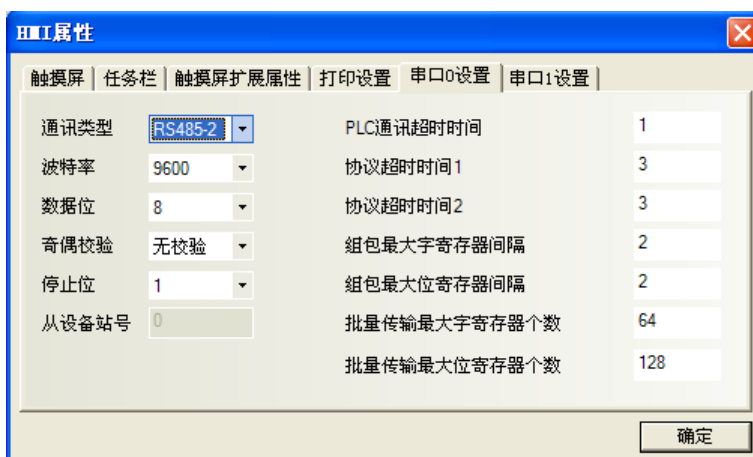 HMI属性
触摸屏 任务栏 触摸屏扩展属性 打印设置 串口0设置 串口1设置
通讯类型 RS485-2 PLC通讯超时时间 1
波特率 9600 协议超时时间1 3
数据位 8 协议超时时间2 3
奇偶校验 无校验 组包最大字寄存器间隔 2
停止位 1 组包最大位寄存器间隔 2
从设备站号 0 批量传输最大字寄存器个数 64
批量传输最大位寄存器个数 128
确定